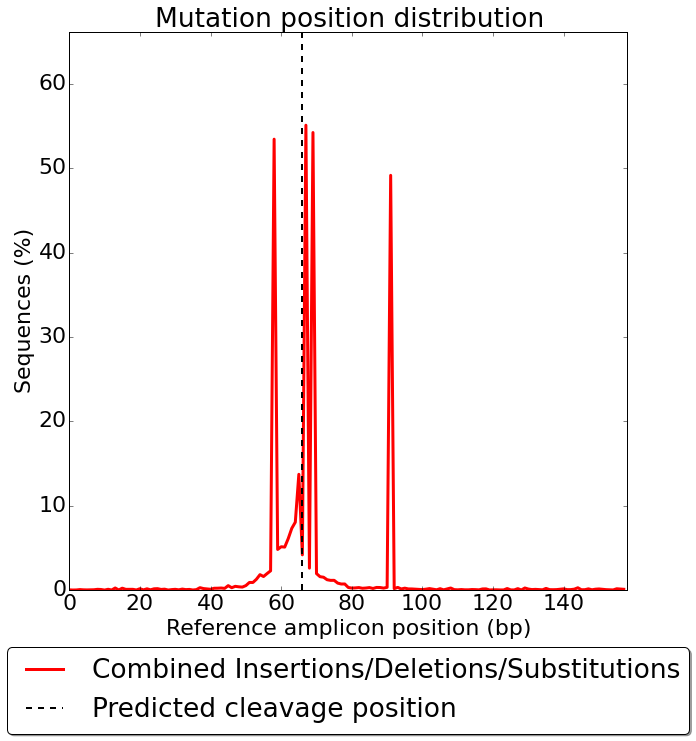 Mutation position distribution
60
50
40
30
20
10
0
Sequences (%)
0 20 40 60 80 100 120 140
Reference amplicon position (bp)
Combined Insertions/Deletions/Substitutions
Predicted cleavage position